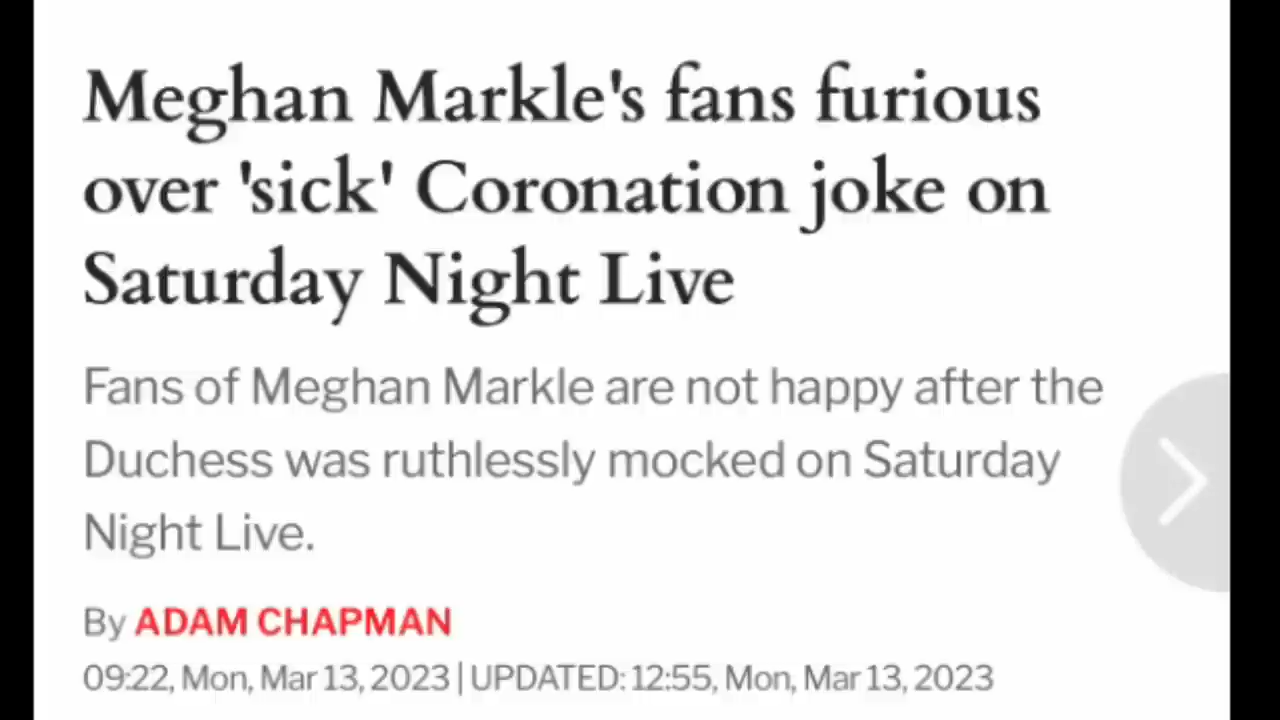 Meghan Markle's fans furious
over 'sick' Coronation joke on
Saturday Night Live
Fans of Meghan Markle are not happy after the
Duchess was ruthlessly mocked on Saturday
Night Live.
By ADAM CHAPMAN
09:22, Mon, Mar 13, 2023 | UPDATED: 12:55, Mon, Mar 13, 2023